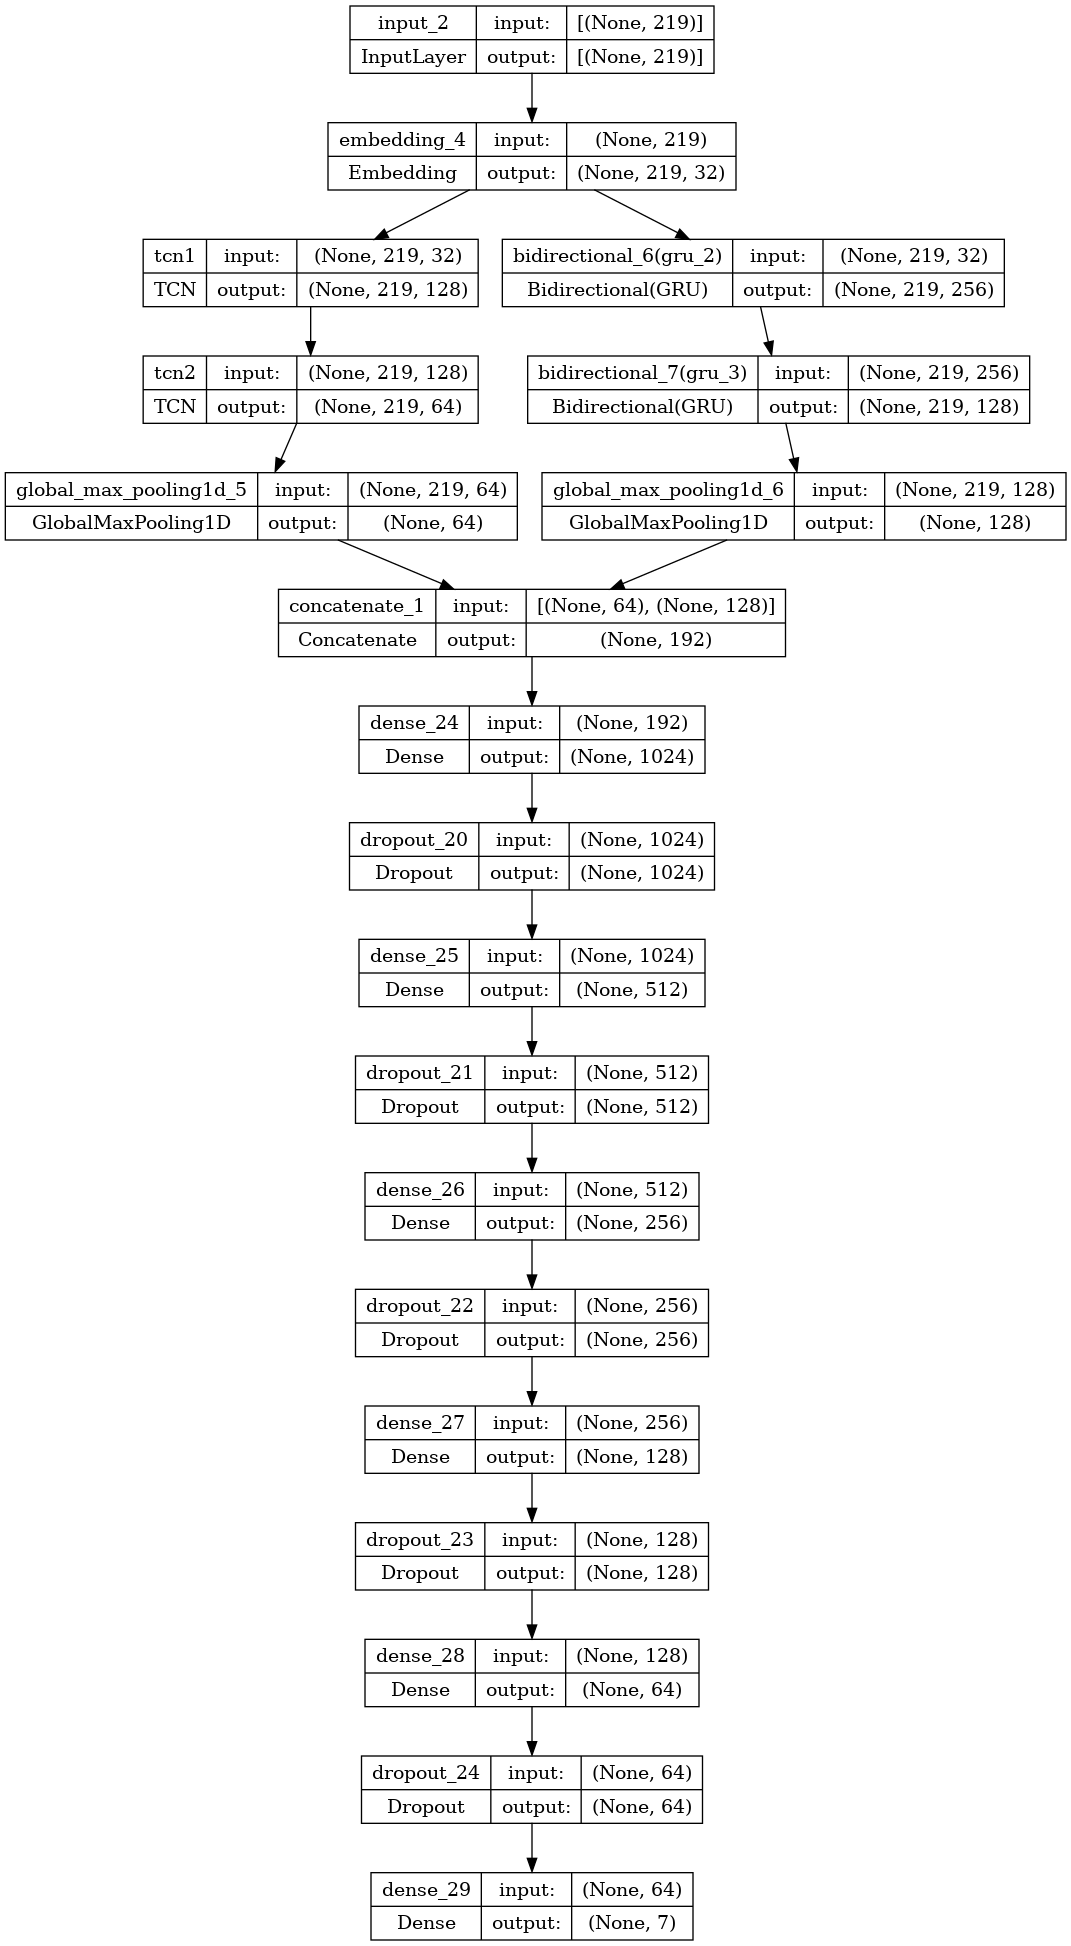 input_2 input: [(None, 219)]
InputLayer output: [(None, 219)]
embedding_4 input: (None, 219)
Embedding output: (None, 219, 32)
tcn1 input: (None, 219, 32)
TCN output: (None, 219, 128)
bidirectional_6(gru_2) input: (None, 219, 32)
Bidirectional(GRU) output: (None, 219, 256)
tcn2 input: (None, 219, 128)
TCN output: (None, 219, 64)
bidirectional_7(gru_3) input: (None, 219, 256)
Bidirectional(GRU) output: (None, 219, 128)
global_max_pooling1d_5 input: (None, 219, 64)
GlobalMaxPooling1D output: (None, 64)
global_max_pooling1d_6 input: (None, 219, 128)
GlobalMaxPooling1D output: (None, 128)
concatenate_1 input: [(None, 64), (None, 128)]
Concatenate output: (None, 192)
dense_24 input: (None, 192)
Dense output: (None, 1024)
dropout_20 input: (None, 1024)
Dropout output: (None, 1024)
dense_25 input: (None, 1024)
Dense output: (None, 512)
dropout_21 input: (None, 512)
Dropout output: (None, 512)
dense_26 input: (None, 512)
Dense output: (None, 256)
dropout_22 input: (None, 256)
Dropout output: (None, 256)
dense_27 input: (None, 256)
Dense output: (None, 128)
dropout_23 input: (None, 128)
Dropout output: (None, 128)
dense_28 input: (None, 128)
Dense output: (None, 64)
dropout_24 input: (None, 64)
Dropout output: (None, 64)
dense_29 input: (None, 64)
Dense output: (None, 7)